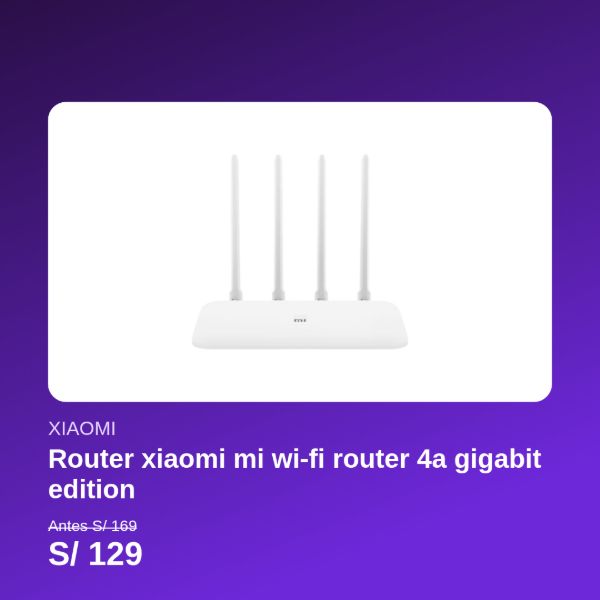 XIAOMI
Router xiaomi mi wi-fi router 4a gigabit
edition
Antes S/ 169
S/ 129